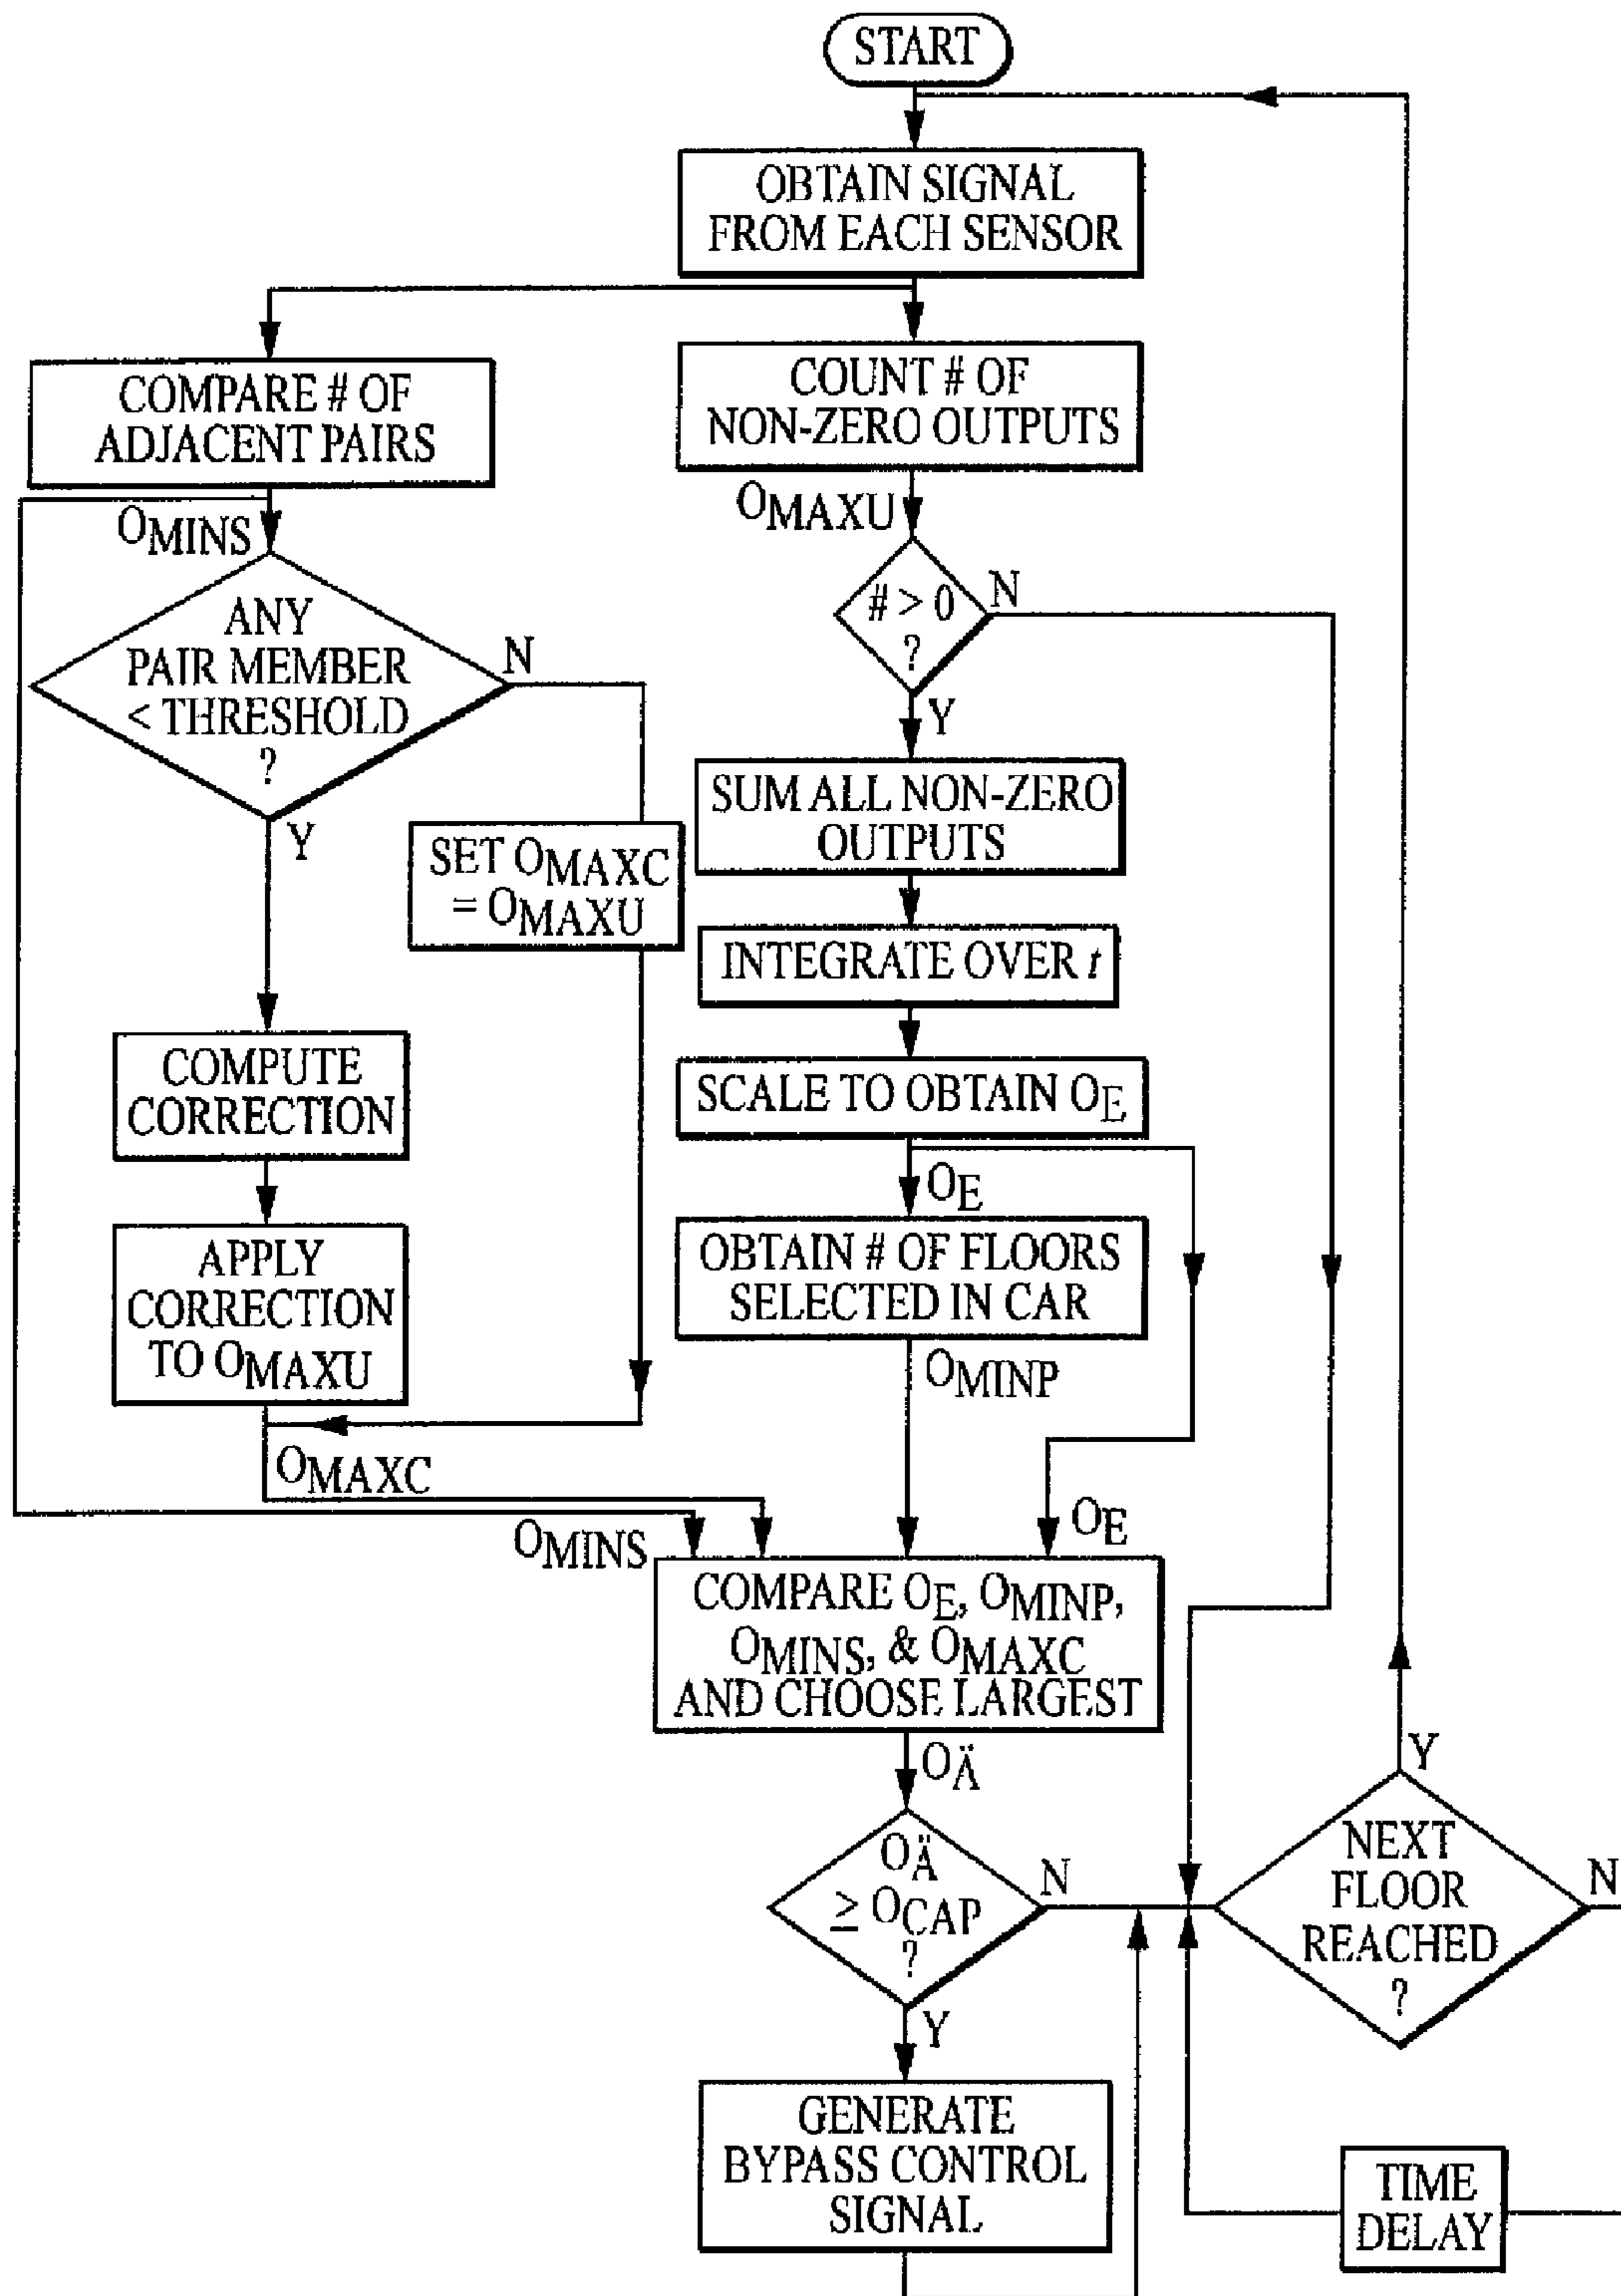 START
OBTAIN SIGNAL
FROM EACH SENSOR
COMPARE # OF
ADJACENT PAIRS
COUNT # OF
NON-ZERO OUTPUTS
OMINS
OMAXU
ANY
PAIR MEMBER
< THRESHOLD
?
N
Y
# > 0
?
N
Y
SET OMAXC
= OMAXU
SUM ALL NON-ZERO
OUTPUTS
INTEGRATE OVER t
COMPUTE
CORRECTION
SCALE TO OBTAIN OE
OE
APPLY
CORRECTION
TO OMAXU
OBTAIN # OF FLOORS
SELECTED IN CAR
OMINP
OMAXC
OMINS
OE
COMPARE OE, OMINP,
OMINS, & OMAXC
AND CHOOSE LARGEST
OÄ
OÄ
≥ OCAP
?
N
Y
NEXT
FLOOR
REACHED
?
Y
N
GENERATE
BYPASS CONTROL
SIGNAL
TIME
DELAY